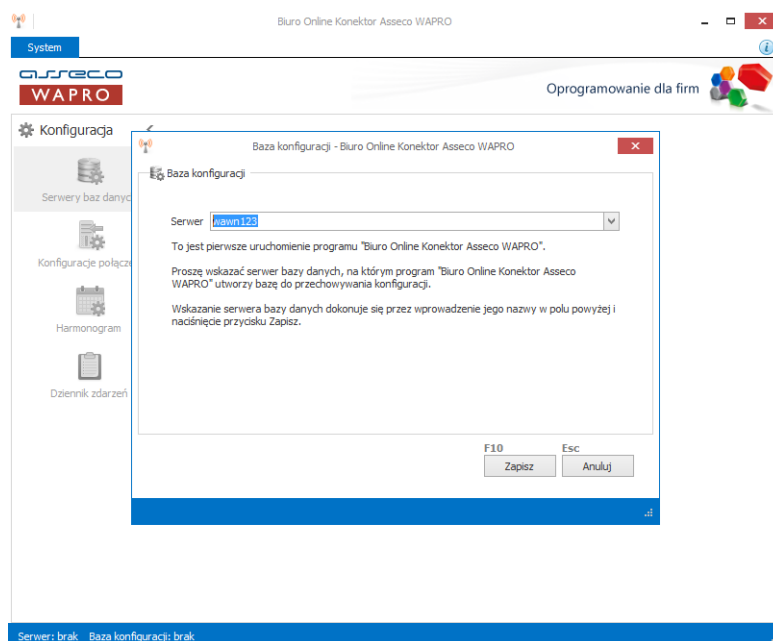 Biuro Online Konektor Asseco WAPRO
System
asseco
WAPRO
Oprogramowanie dla firm
Konfiguracja
Serwery baz danyc
Konfiguracje połącze
Harmonogram
Dziennik zdarzeń
Baza konfiguracji - Biuro Online Konektor Asseco WAPRO
Baza konfiguracji
Serwer wawn123
To jest pierwsze uruchomienie programu "Biuro Online Konektor Asseco WAPRO".
Proszę wskazać serwer bazy danych, na którym program "Biuro Online Konektor Asseco
WAPRO" utworzy bazę do przechowywania konfiguracji.
Wskazanie serwera bazy danych dokonuje się przez wprowadzenie jego nazwy w polu powyżej i
naciśnięcie przycisku Zapisz.
F10 Esc
Zapisz Anuluj
Serwer: brak Baza konfiguracji: brak